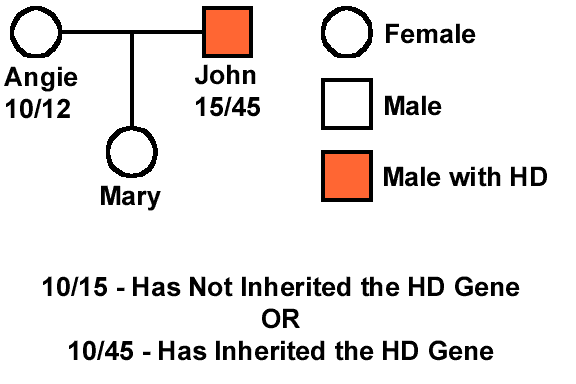 Angie
10/12
John
15/45
Mary
Female
Male
Male with HD
10/15 - Has Not Inherited the HD Gene
OR
10/45 - Has Inherited the HD Gene